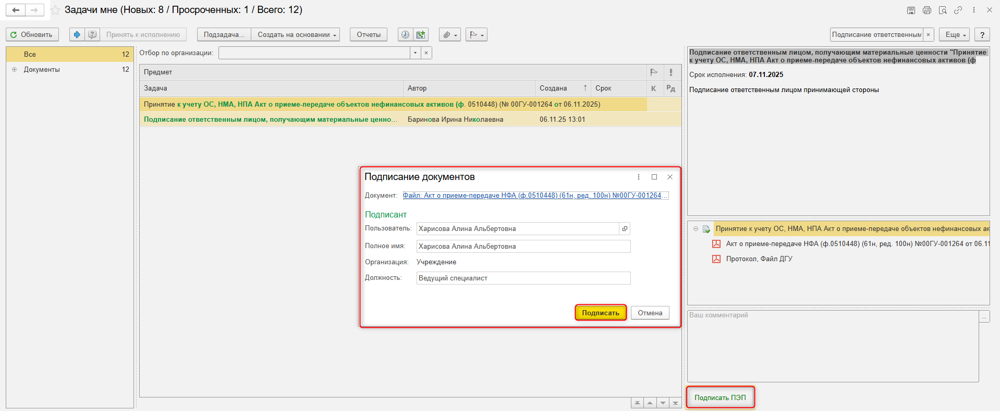 Задачи мне (Новых: 8 / Просроченных: 1 / Всего: 12)
Обновить
Принять к исполнению
Подзадача...
Создать на основании
Отчеты
Подписание ответственным
Еще
?
Все 12
Документы 12
Отбор по организации:
Предмет
Задача Автор Создана ↑ Срок К Рд
Принятие к учету ОС, НМА, НПА Акт о приеме-передаче объектов нефинансовых активов (ф. 0510448) (№ 00ГУ-001264 от 06.11.2025)
Подписание ответственным лицом, получающим материальные ценно... Баринова Ирина Николаевна 06.11.25 13:01
Подписание документов
Документ: Файл: Акт о приеме-передаче НФА (ф.0510448) (61н, ред. 100н) №00ГУ-001264...
Подписант
Пользователь: Харисова Алина Альбертовна
Полное имя: Харисова Алина Альбертовна
Организация: Учреждение
Должность: Ведущий специалист
Подписать
Отмена
Подписание ответственным лицом, получающим материальные ценности "Принятие
к учету ОС, НМА, НПА Акт о приеме-передаче объектов нефинансовых активов (ф
Срок исполнения: 07.11.2025
Подписание ответственным лицом принимающей стороны
Принятие к учету ОС, НМА, НПА Акт о приеме-передаче объектов нефинансовых ак
Акт о приеме-передаче НФА (ф.0510448) (61н, ред. 100н) №00ГУ-001264 от 06.11
Протокол, Файл ДГУ
Ваш комментарий
...
Подписать ПЭП